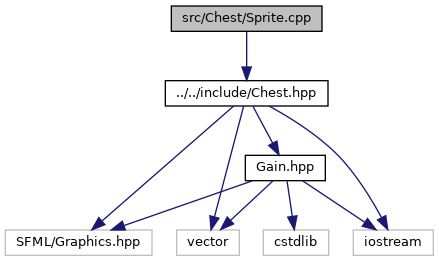 src/Chest/Sprite.cpp
../../include/Chest.hpp
Gain.hpp
SFML/Graphics.hpp
vector
cstdlib
iostream